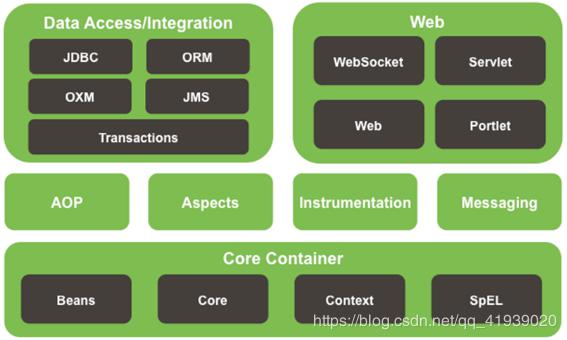 Data Access/Integration
JDBC
ORM
OXM
JMS
Transactions
Web
WebSocket
Servlet
Web
Portlet
AOP
Aspects
Instrumentation
Messaging
Core Container
Beans
Core
Context
SpEL
https://blog.csdn.net/qq_41939020